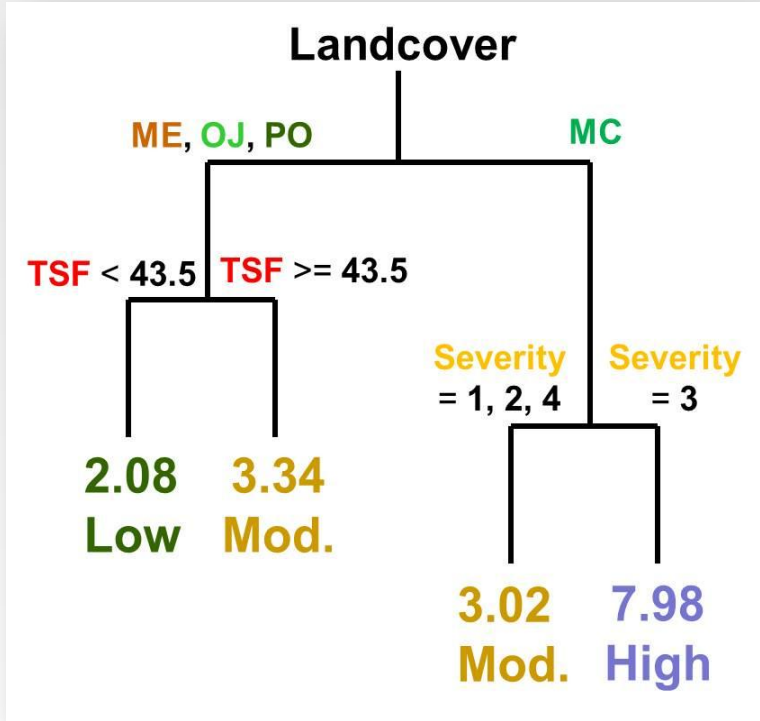 Landcover
ME, OJ, PO
MC
TSF < 43.5
TSF >= 43.5
Severity
= 1, 2, 4
Severity
= 3
2.08
Low
3.34
Mod.
3.02
Mod.
7.98
High